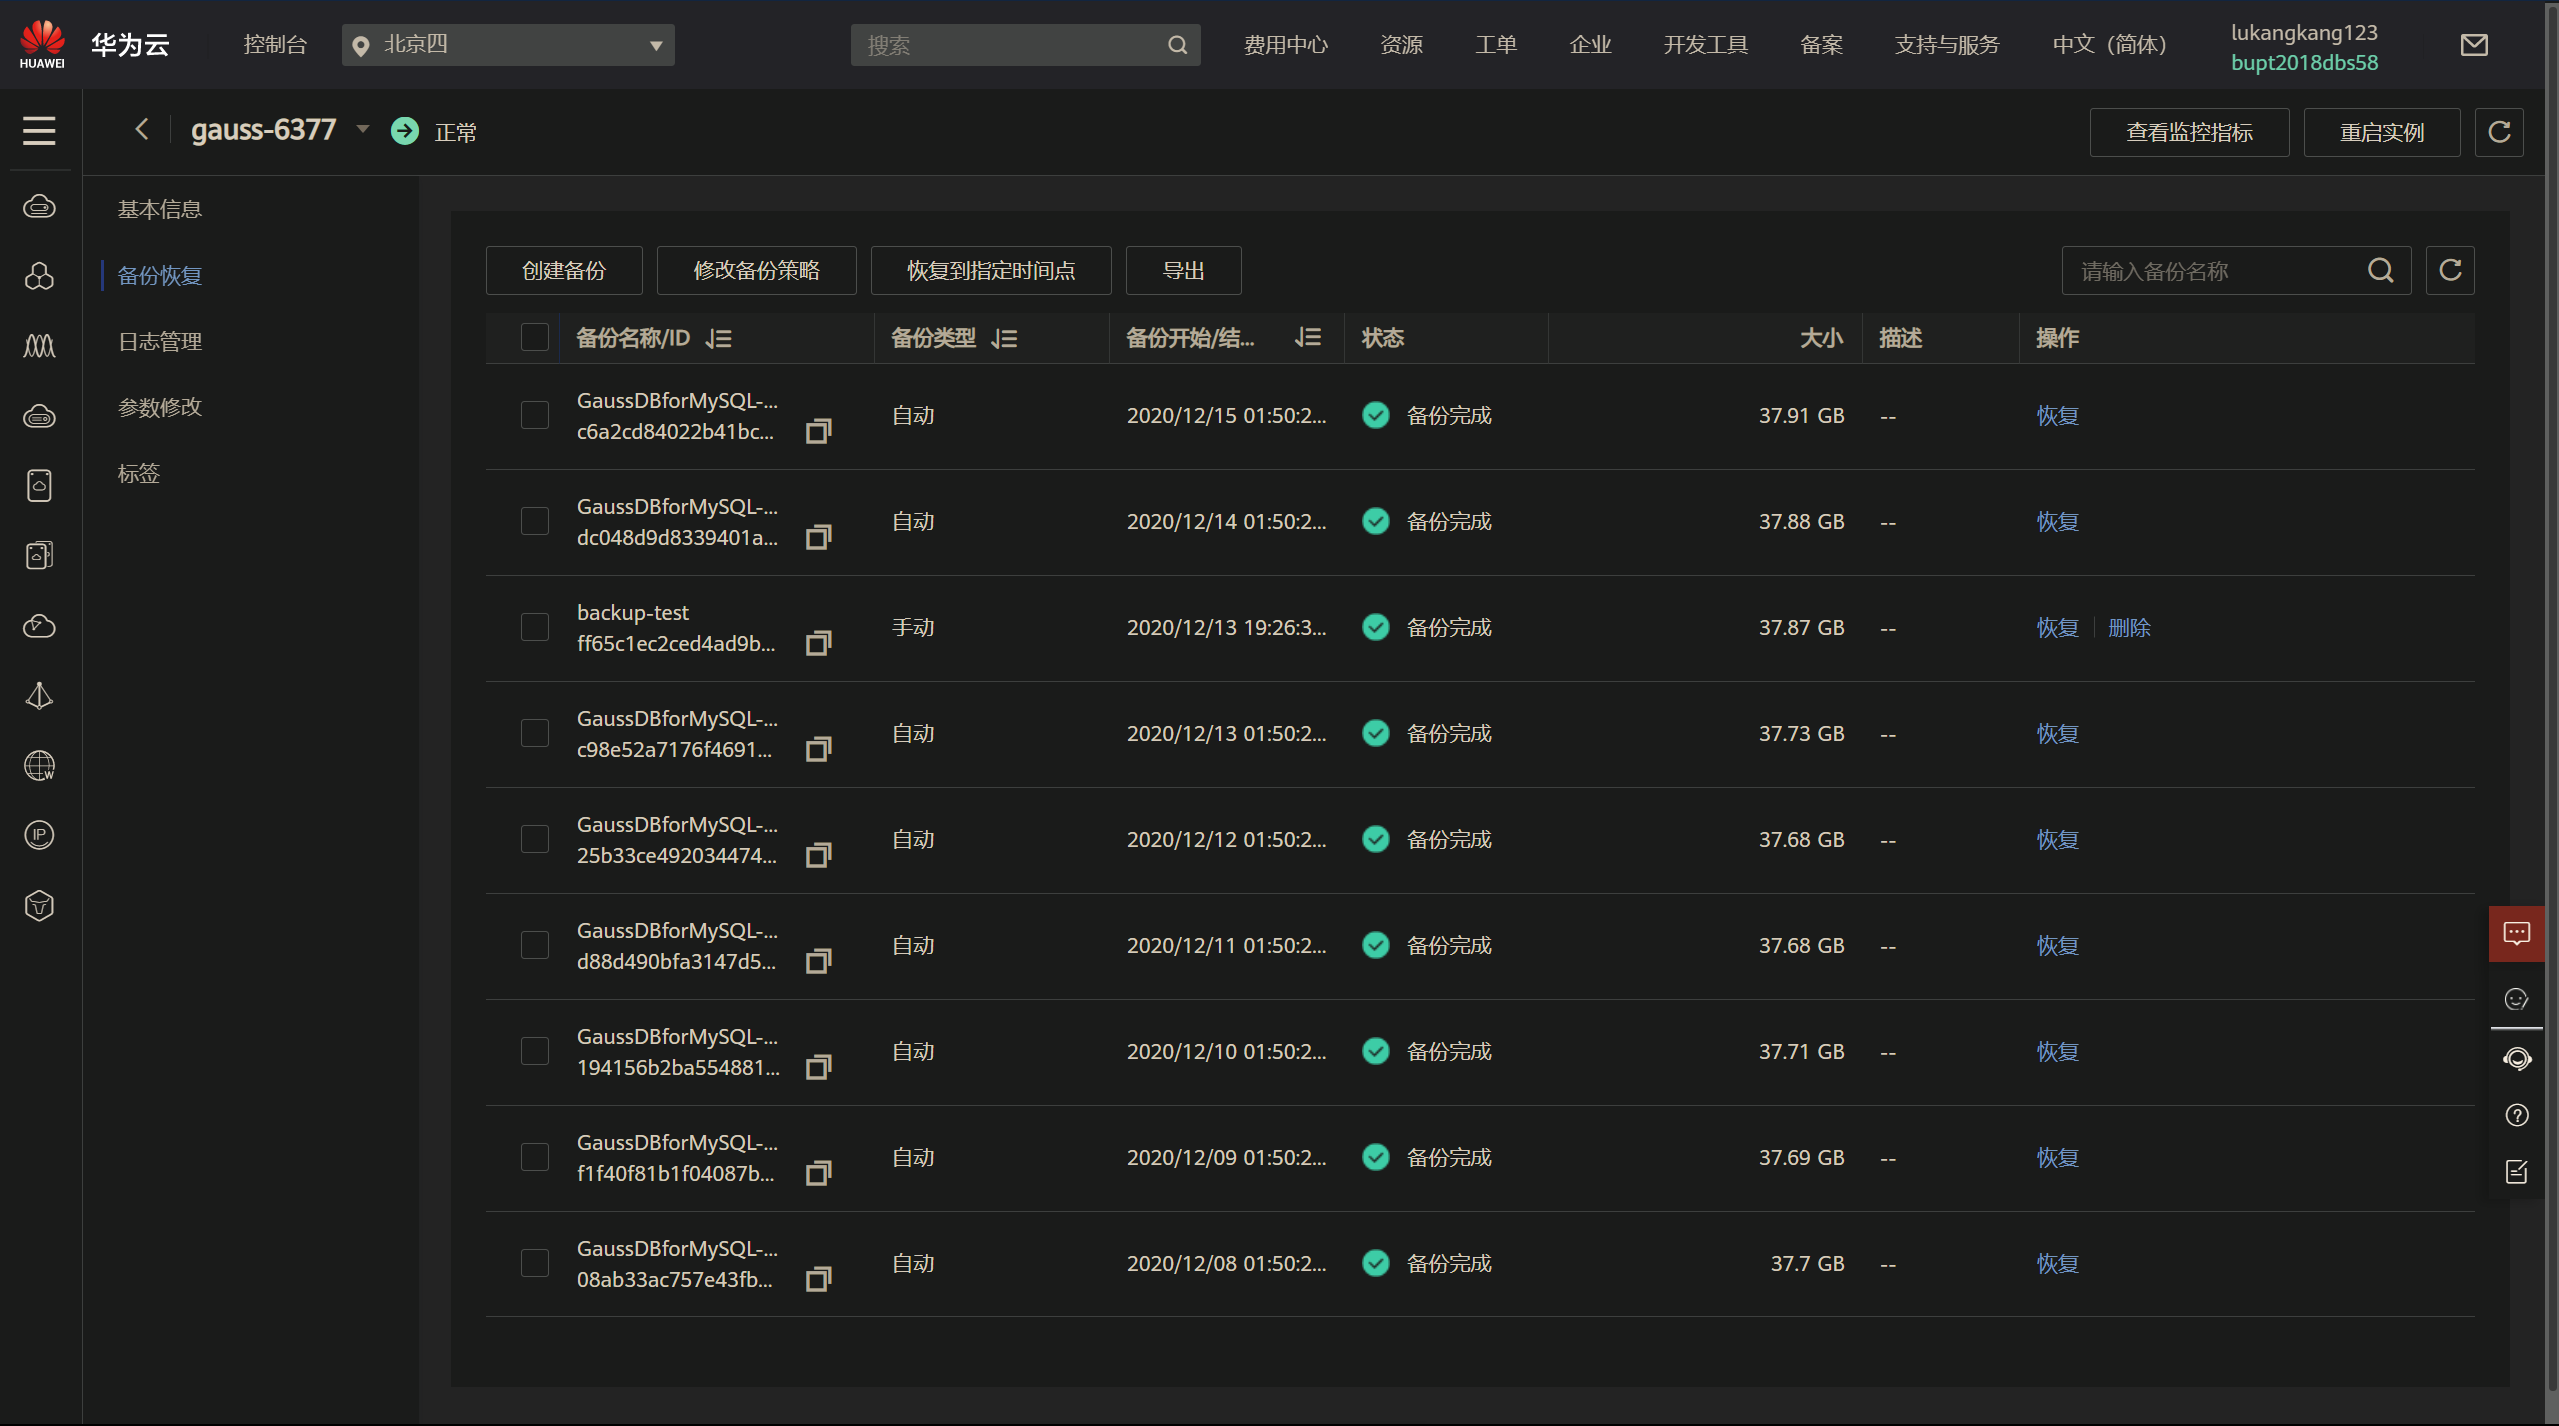 HUAWEI 华为云 控制台 北京四 搜索 费用中心 资源 工单 企业 开发工具 备案 支持与服务 中文（简体） lukangkang123
bupt2018dbs58
gauss-6377 正常 查看监控指标 重启实例
基本信息
备份恢复
日志管理
参数修改
标签
创建备份 修改备份策略 恢复到指定时间点 导出 请输入备份名称
备份名称/ID 备份类型 备份开始/结... 状态 大小 描述 操作
GaussDBforMySQL-...
c6a2cd84022b41bc... 自动 2020/12/15 01:50:2... 备份完成 37.91 GB -- 恢复
GaussDBforMySQL-...
dc048d9d8339401a... 自动 2020/12/14 01:50:2... 备份完成 37.88 GB -- 恢复
backup-test
ff65c1ec2ced4ad9b... 手动 2020/12/13 19:26:3... 备份完成 37.87 GB -- 恢复 删除
GaussDBforMySQL-...
c98e52a7176f4691... 自动 2020/12/13 01:50:2... 备份完成 37.73 GB -- 恢复
GaussDBforMySQL-...
25b33ce492034474... 自动 2020/12/12 01:50:2... 备份完成 37.68 GB -- 恢复
GaussDBforMySQL-...
d88d490bfa3147d5... 自动 2020/12/11 01:50:2... 备份完成 37.68 GB -- 恢复
GaussDBforMySQL-...
194156b2ba554881... 自动 2020/12/10 01:50:2... 备份完成 37.71 GB -- 恢复
GaussDBforMySQL-...
f1f40f81b1f04087b... 自动 2020/12/09 01:50:2... 备份完成 37.69 GB -- 恢复
GaussDBforMySQL-...
08ab33ac757e43fb... 自动 2020/12/08 01:50:2... 备份完成 37.7 GB -- 恢复
W
IP